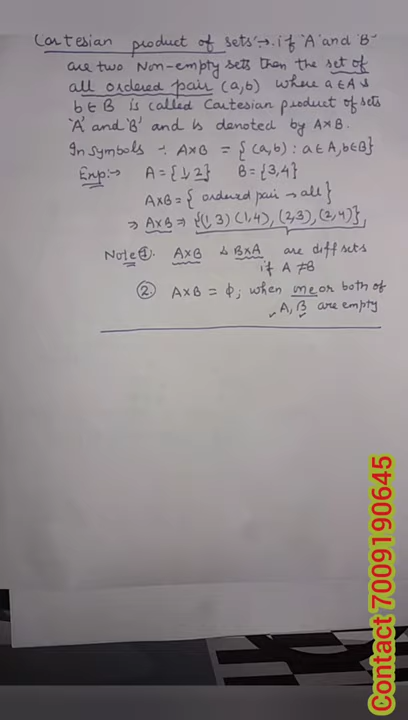 Cartesian product of sets :→ if 'A' and 'B'
are two Non-empty sets then the set of
all ordered pair (a,b) where a∈A &
b∈B is called Cartesian product of sets
'A' and 'B' and is denoted by A×B.
In Symbols :- A×B = { (a,b) : a∈A, b∈B}
Exp:→ A = {1,2} B = {3,4}
A×B = { ordered pair → all }
⇒ A×B ⇒ {(1,3) (1,4), (2,3), (2,4)},
Note ①. A×B & B×A are diff sets
if A ≠ B
②. A×B = ϕ; when one or both of
A, B are empty
Contact 7009190645